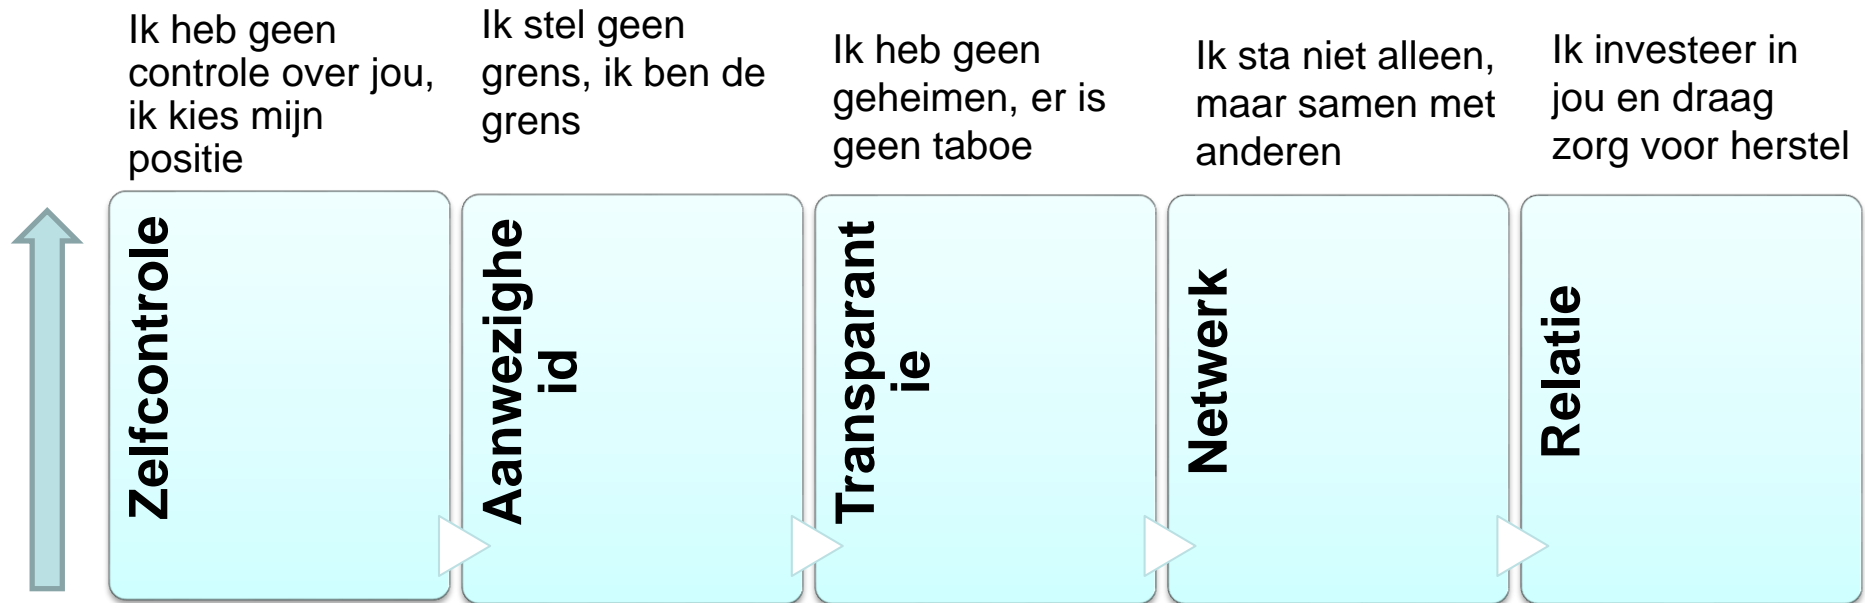 Ik heb geen
controle over jou,
ik kies mijn
positie
Ik stel geen
grens, ik ben de
grens
Ik heb geen
geheimen, er is
geen taboe
Ik sta niet alleen,
maar samen met
anderen
Ik investeer in
jou en draag
zorg voor herstel
Zelfcontrole
Aanwezighe
id
Transparant
ie
Netwerk
Relatie